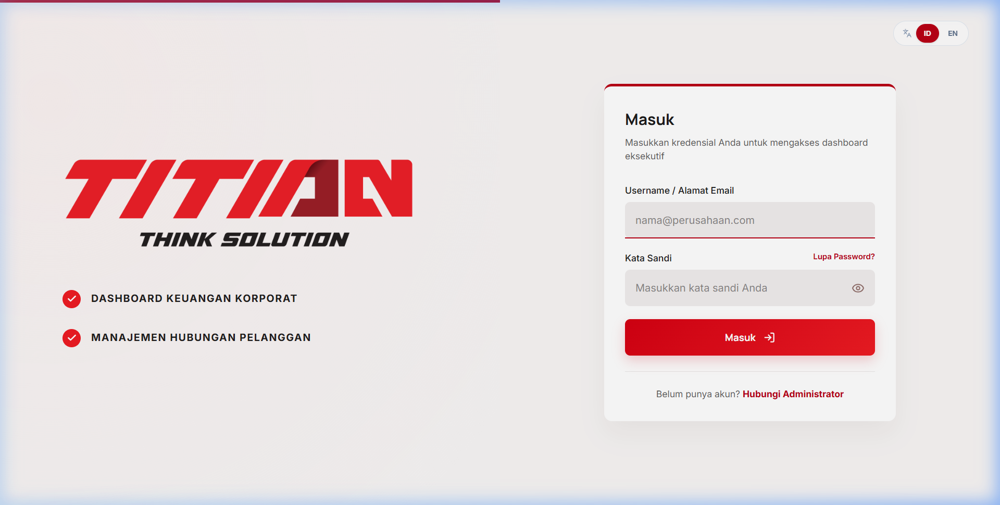 ID EN
TITIAN
THINK SOLUTION
DASHBOARD KEUANGAN KORPORAT
MANAJEMEN HUBUNGAN PELANGGAN
Masuk
Masukkan kredensial Anda untuk mengakses dashboard
eksekutif
Username / Alamat Email
nama@perusahaan.com
Kata Sandi Lupa Password?
Masukkan kata sandi Anda
Masuk
Belum punya akun? Hubungi Administrator